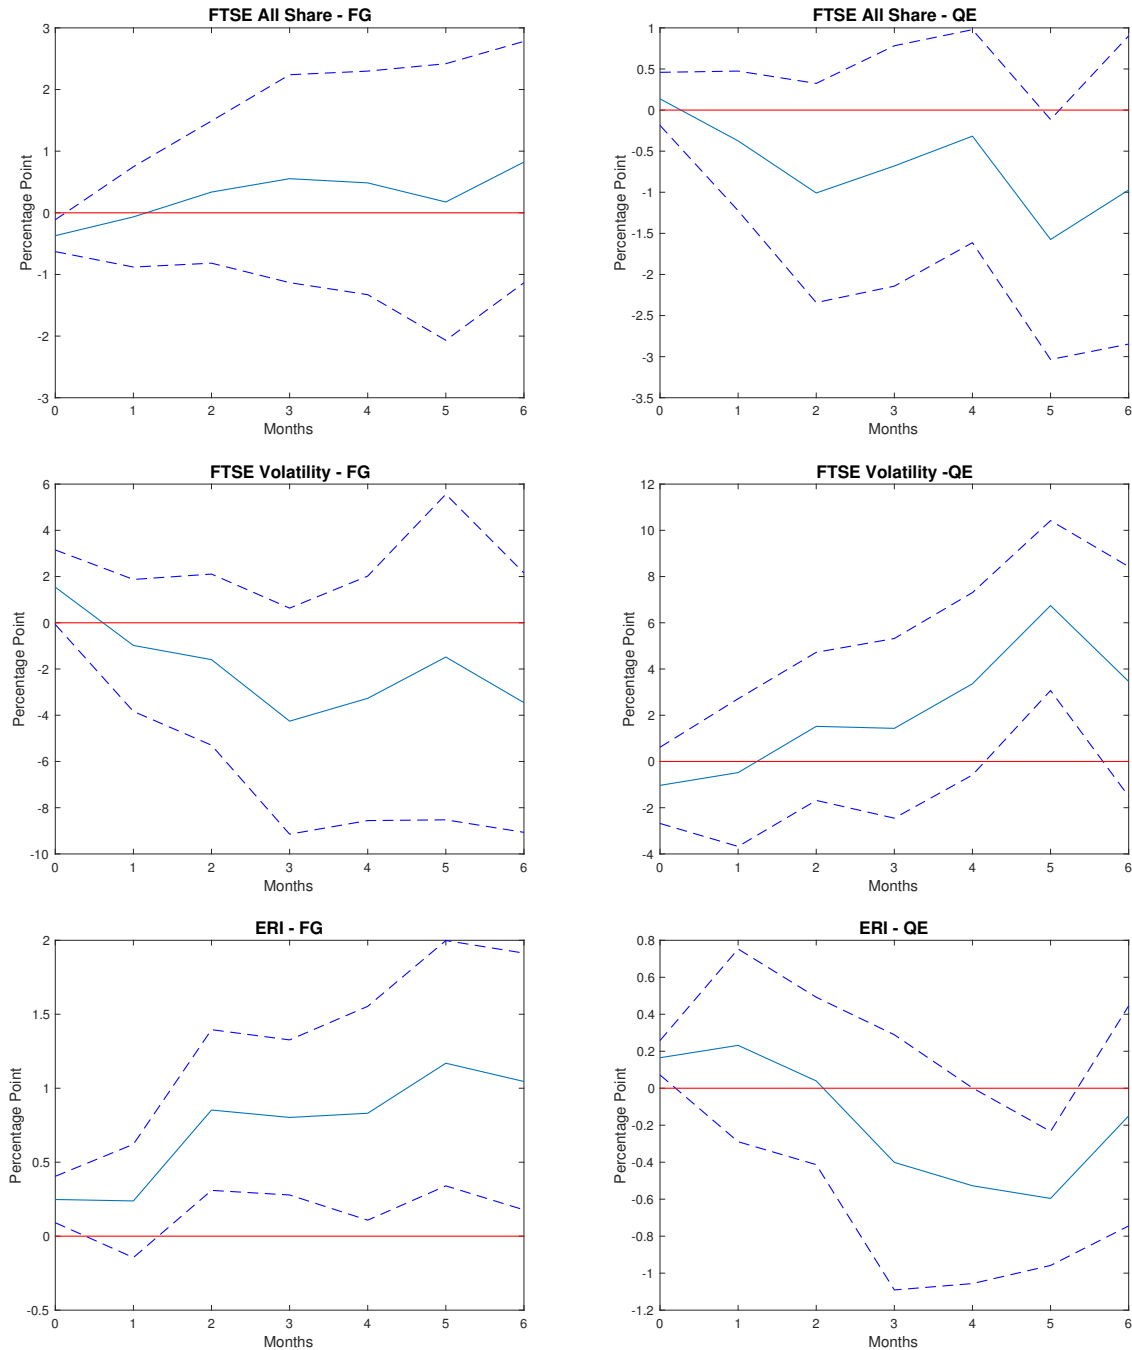 FTSE All Share - FG
3
2
1
0
-1
-2
-3
Percentage Point
0 1 2 3 4 5 6
Months
FTSE All Share - QE
1
0.5
0
-0.5
-1
-1.5
-2
-2.5
-3
-3.5
Percentage Point
0 1 2 3 4 5 6
Months
FTSE Volatility - FG
6
4
2
0
-2
-4
-6
-8
-10
Percentage Point
0 1 2 3 4 5 6
Months
FTSE Volatility -QE
12
10
8
6
4
2
0
-2
-4
Percentage Point
0 1 2 3 4 5 6
Months
ERI - FG
2
1.5
1
0.5
0
-0.5
Percentage Point
0 1 2 3 4 5 6
Months
ERI - QE
0.8
0.6
0.4
0.2
0
-0.2
-0.4
-0.6
-0.8
-1
-1.2
Percentage Point
0 1 2 3 4 5 6
Months